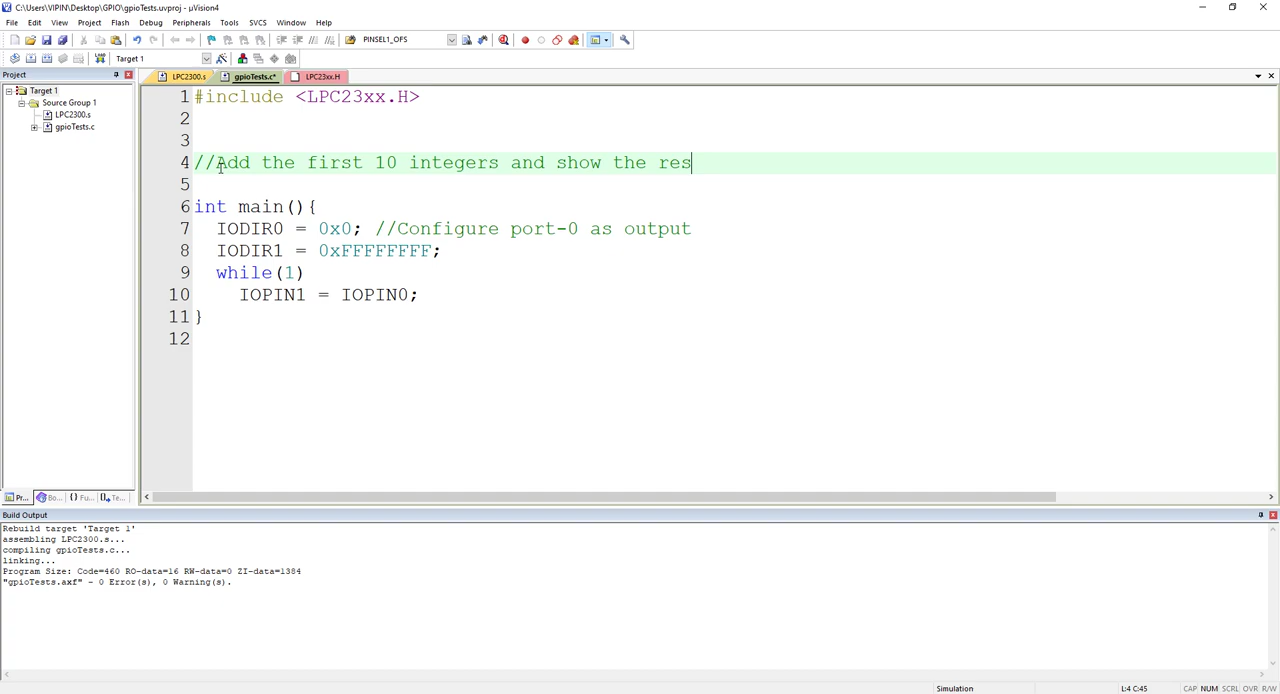 C:\Users\VIPIN\Desktop\GPIO\gpioTests.uvproj - µVision4
File Edit View Project Flash Debug Peripherals Tools SVCS Window Help
PINSEL1_OFS
Target 1
Project
LPC2300.s gpioTests.c* LPC23xx.H
Target 1
Source Group 1
LPC2300.s
gpioTests.c
1 #include <LPC23xx.H>
2
3
4 //Add the first 10 integers and show the res
5
6 int main(){
7 IODIR0 = 0x0; //Configure port-0 as output
8 IODIR1 = 0xFFFFFFFF;
9 while(1)
10 IOPIN1 = IOPIN0;
11 }
12
Pr... Bo... {} Fu... Te...
Build Output
Rebuild target 'Target 1'
assembling LPC2300.s...
compiling gpioTests.c...
linking...
Program Size: Code=460 RO-data=16 RW-data=0 ZI-data=1384
"gpioTests.axf" - 0 Error(s), 0 Warning(s).
Simulation L:4 C:45 CAP NUM SCRL OVR R/W